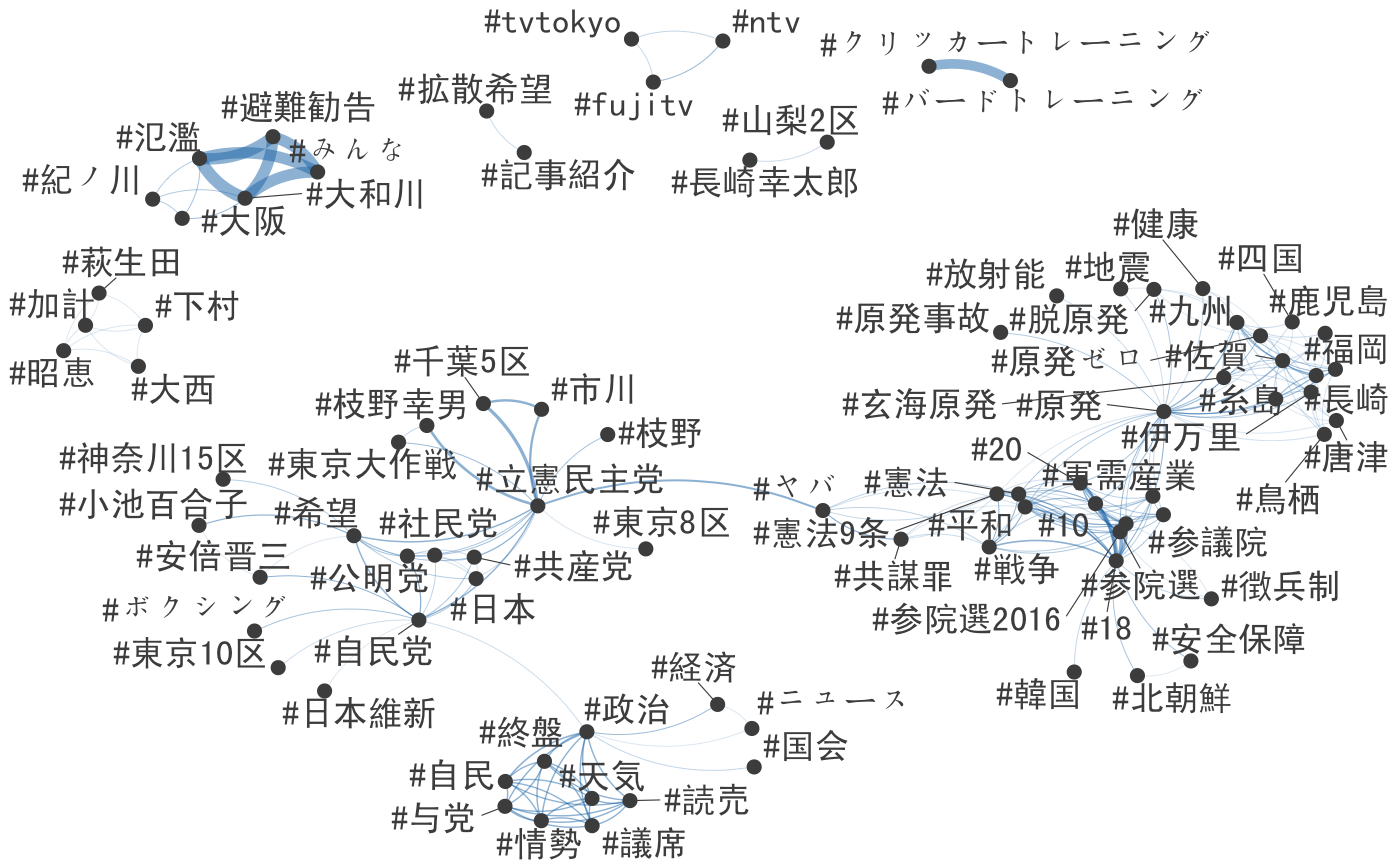 #tvtokyo
#ntv
#クリッカートレーニング
#拡散希望
#避難勧告
#fujitv
#バードトレーニング
#氾濫
#みんな
#山梨2区
#紀ノ川
#記事紹介
#長崎幸太郎
#大和川
#大阪
#健康
#萩生田
#四国
#放射能
#地震
#加計
#下村
#鹿児島
#原発事故
#脱原発
#九州
#千葉5区
#原発ゼロ
#佐賀
#福岡
#昭恵
#大西
#市川
#枝野幸男
#玄海原発
#原発
#糸島
#長崎
#枝野
#伊万里
#神奈川15区
#東京大作戦
#20
#唐津
#立憲民主党
#ヤバ
#憲法
#軍需産業
#小池百合子
#希望
#社民党
#東京8区
#鳥栖
#憲法9条
#平和
#10
#参議院
#安倍晋三
#公明党
#共産党
#共謀罪
#戦争
#参院選
#徴兵制
#ボクシング
#日本
#参院選2016
#18
#東京10区
#自民党
#安全保障
#経済
#韓国
#北朝鮮
#日本維新
#政治
#ニュース
#終盤
#国会
#自民
#天気
#読売
#与党
#情勢
#議席